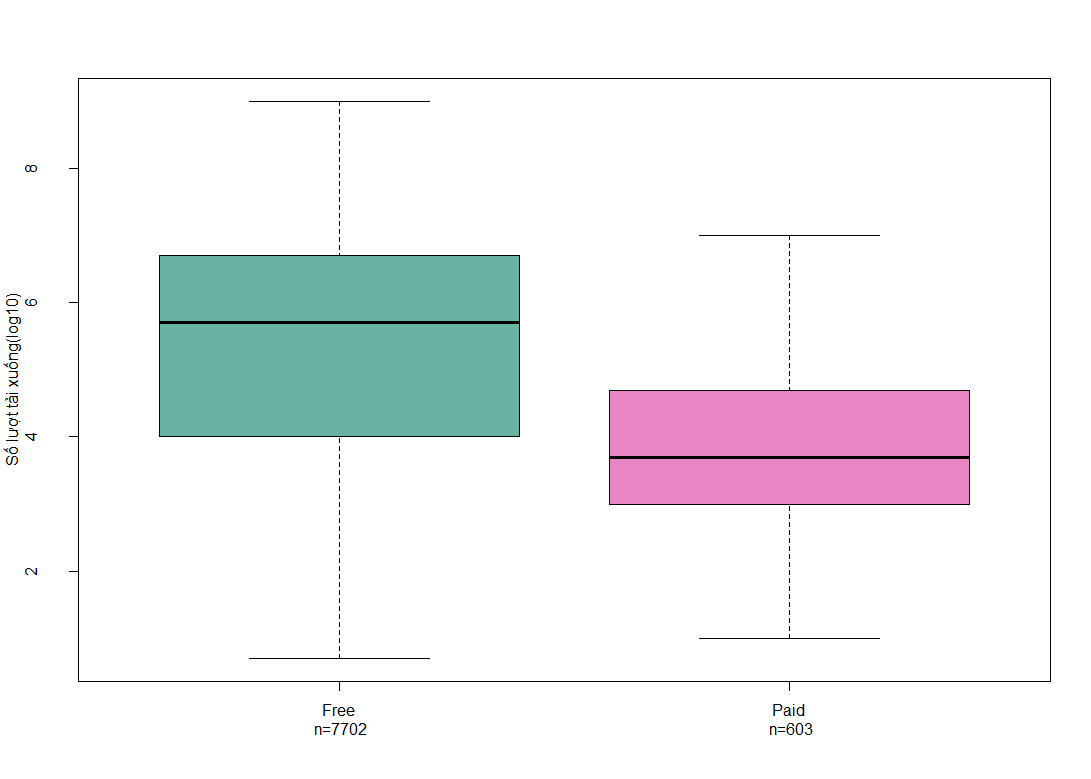 Số lượt tải xuống(log10)
8
6
4
2
Free
n=7702
Paid
n=603